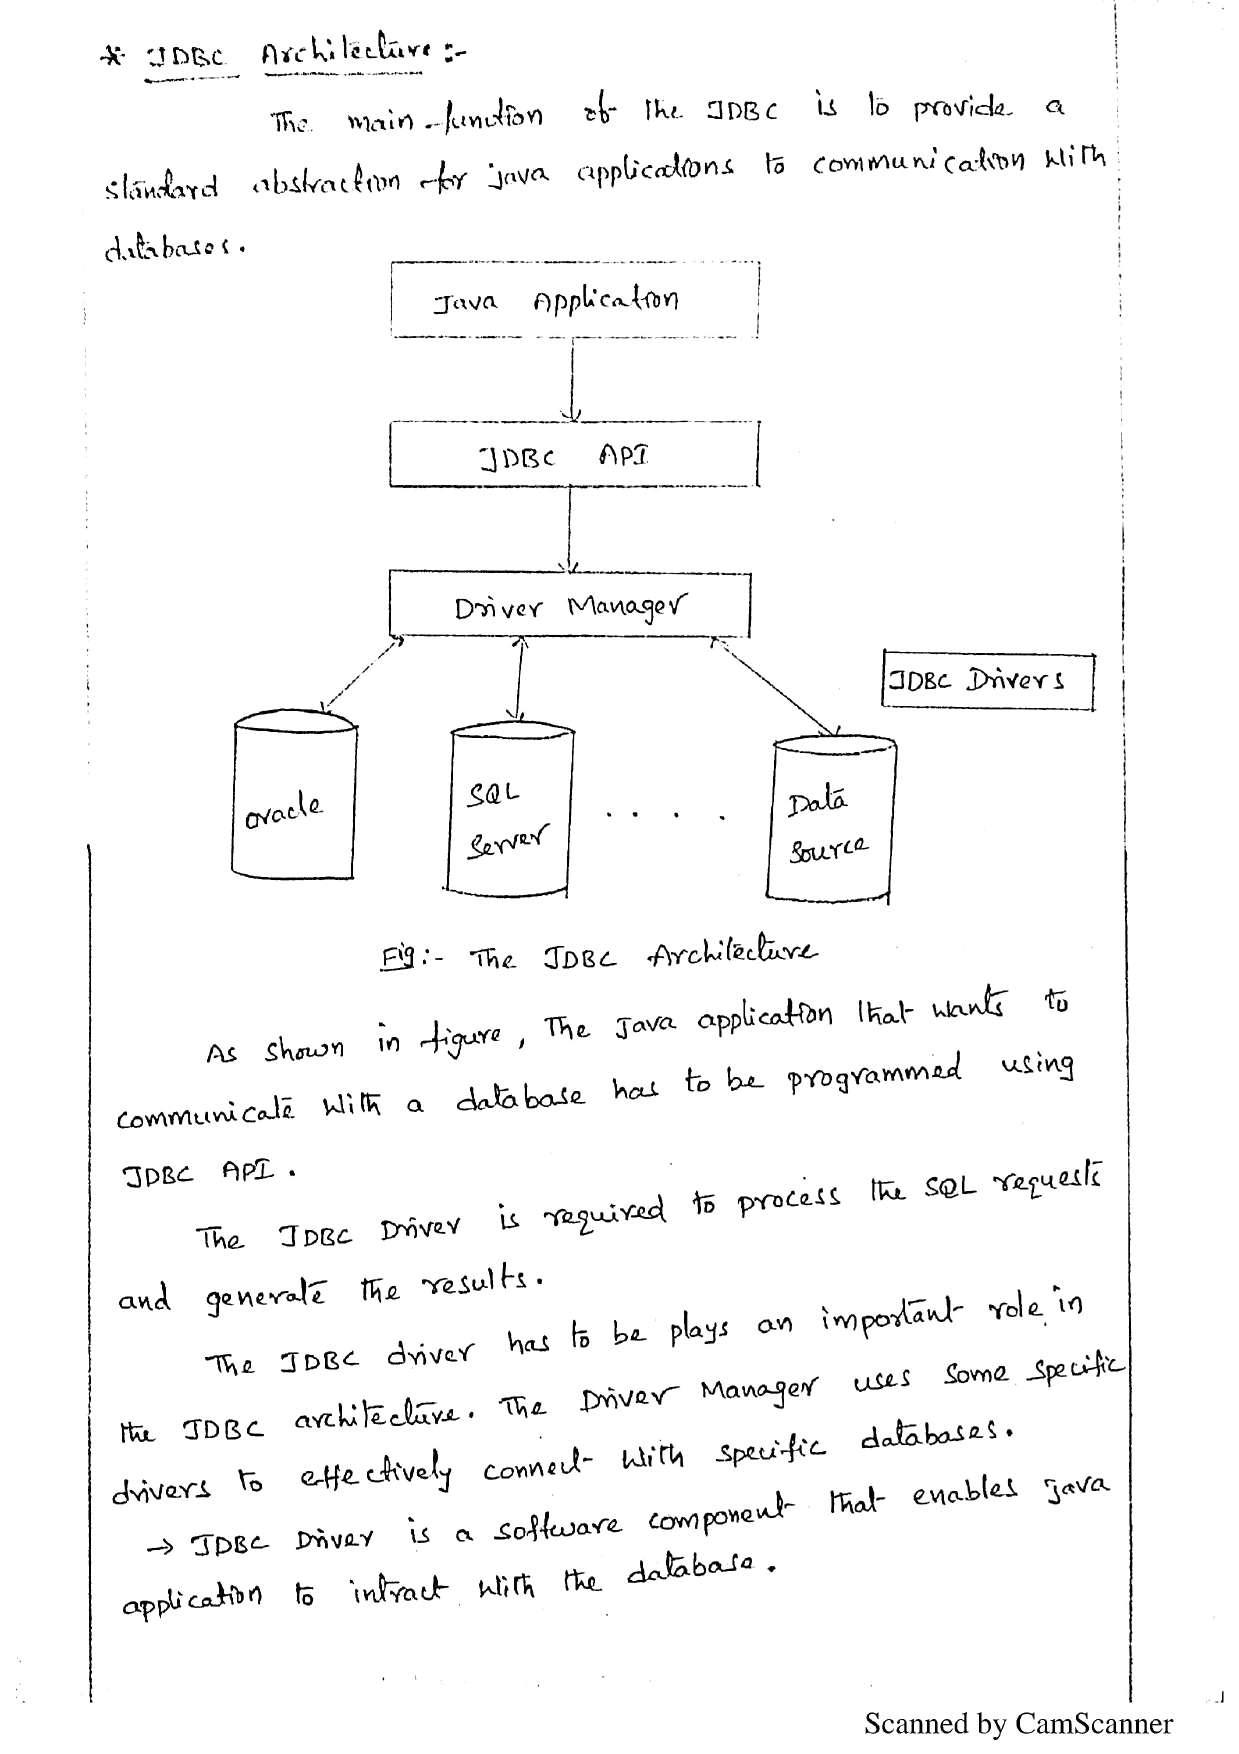 * JDBC Architecture :-
The main function of the JDBC is to provide a
standard abstraction for java applications to communication with
databases.
Java Application
JDBC API
Driver Manager
JDBC Drivers
oracle
SQL
Server
. . . .
Data
Source
Fig :- The JDBC Architecture
As shown in figure, The Java application that wants to
communicate with a database has to be programmed using
JDBC API.
The JDBC Driver is required to process the SQL requests
and generate the results.
The JDBC driver has to be plays an important role in
the JDBC architecture. The Driver Manager uses some specific
drivers to effectively connect with specific databases.
→ JDBC Driver is a software component that enables java
application to intract with the database.
Scanned by CamScanner